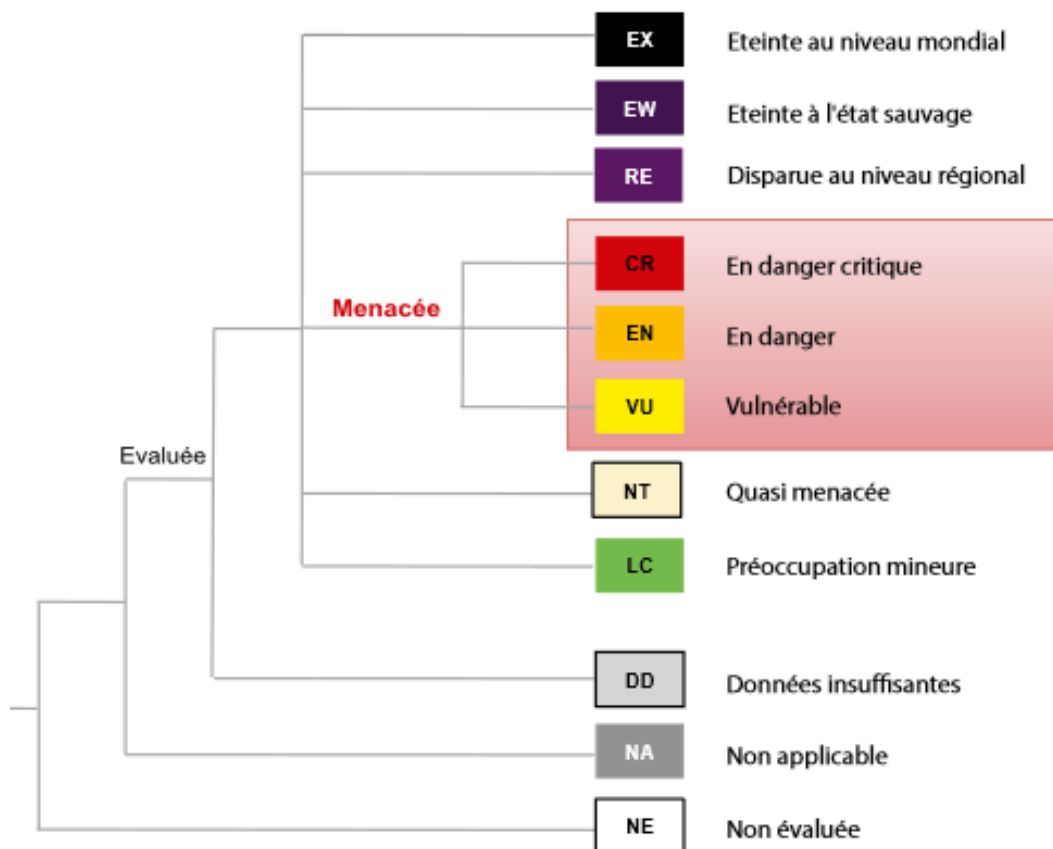 EX Eteinte au niveau mondial
EW Eteinte à l'état sauvage
RE Disparue au niveau régional
CR En danger critique
Menacée
EN En danger
VU Vulnérable
Evaluée
NT Quasi menacée
LC Préoccupation mineure
DD Données insuffisantes
NA Non applicable
NE Non évaluée